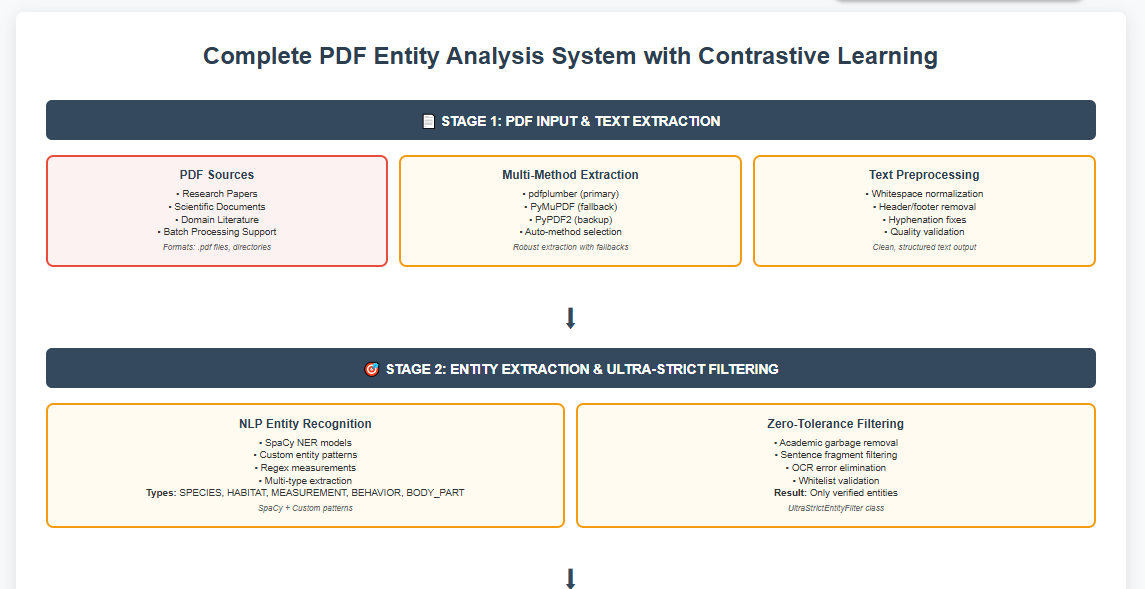 Complete PDF Entity Analysis System with Contrastive Learning
STAGE 1: PDF INPUT & TEXT EXTRACTION
PDF Sources
• Research Papers
• Scientific Documents
• Domain Literature
• Batch Processing Support
Formats: .pdf files, directories
Multi-Method Extraction
• pdfplumber (primary)
• PyMuPDF (fallback)
• PyPDF2 (backup)
• Auto-method selection
Robust extraction with fallbacks
Text Preprocessing
• Whitespace normalization
• Header/footer removal
• Hyphenation fixes
• Quality validation
Clean, structured text output
STAGE 2: ENTITY EXTRACTION & ULTRA-STRICT FILTERING
NLP Entity Recognition
• SpaCy NER models
• Custom entity patterns
• Regex measurements
• Multi-type extraction
Types: SPECIES, HABITAT, MEASUREMENT, BEHAVIOR, BODY_PART
SpaCy + Custom patterns
Zero-Tolerance Filtering
• Academic garbage removal
• Sentence fragment filtering
• OCR error elimination
• Whitelist validation
Result: Only verified entities
UltraStrictEntityFilter class